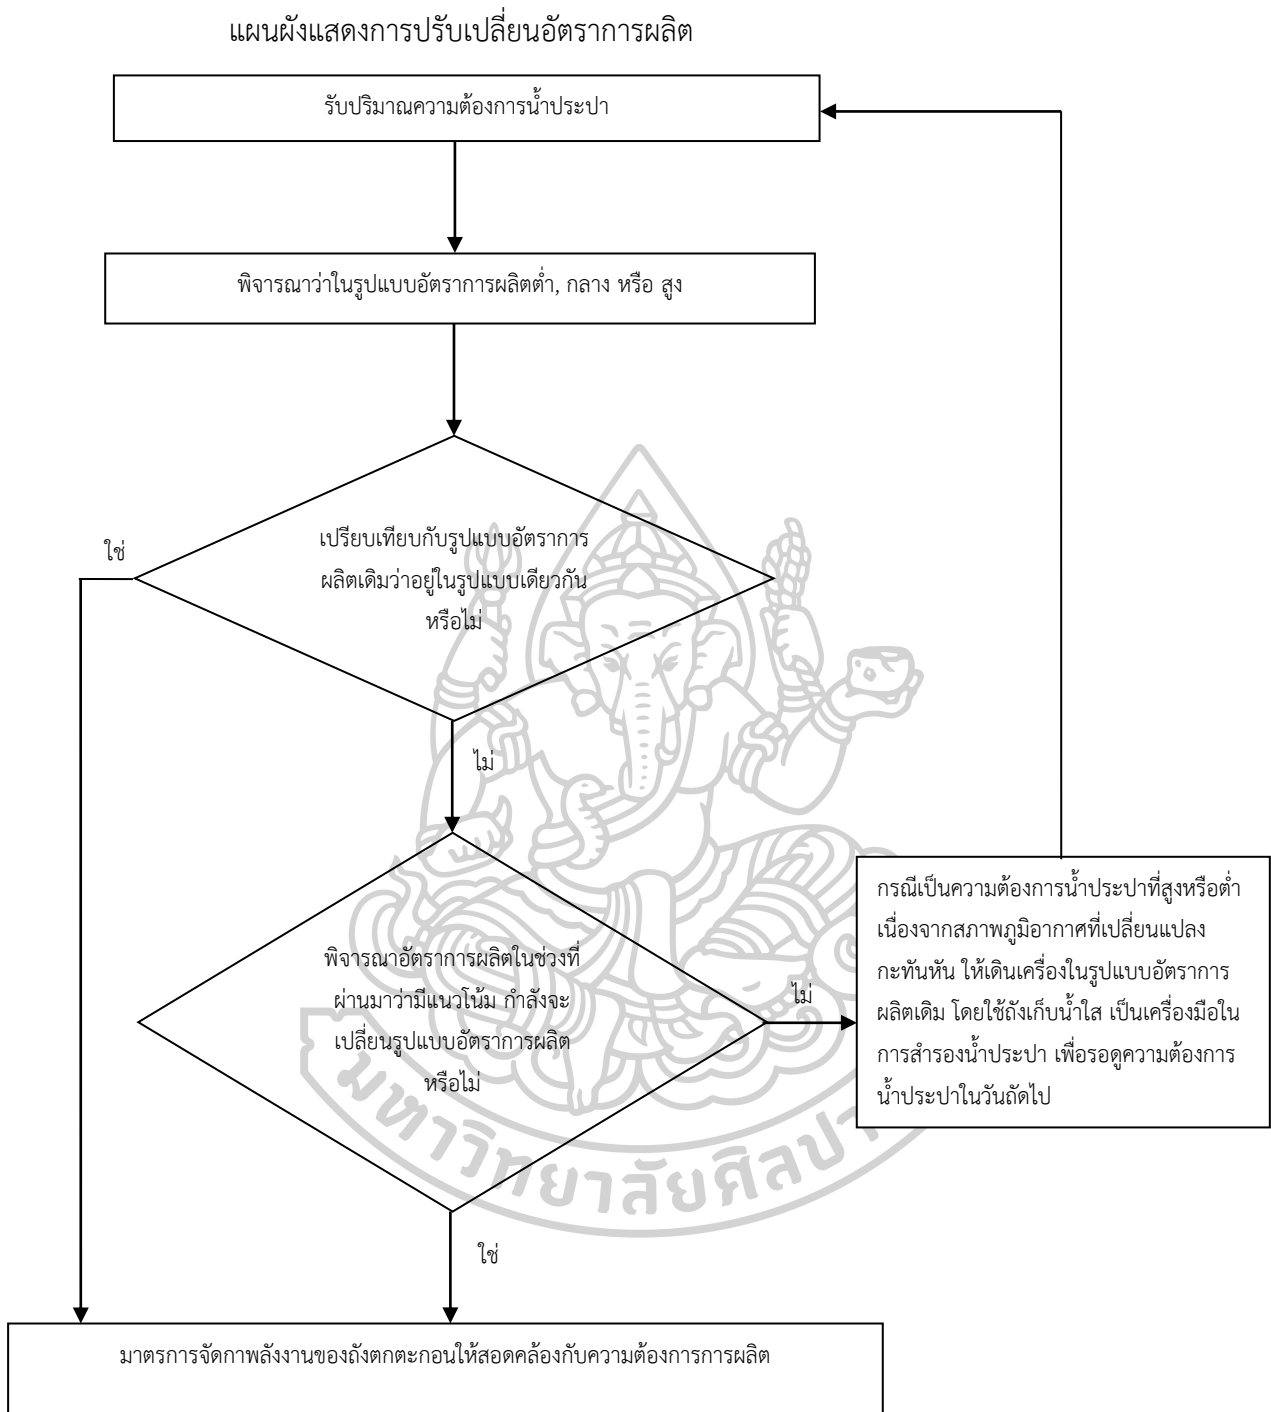 แผนผังแสดงการปรับเปลี่ยนอัตราการผลิต
รับปริมาณความต้องการน้ำประปา
พิจารณาว่าในรูปแบบอัตราการผลิตต่ำ, กลาง หรือ สูง
ใช่
เปรียบเทียบกับรูปแบบอัตราการ
ผลิตเดิมว่าอยู่ในรูปแบบเดียวกัน
หรือไม่
ไม่
พิจารณาอัตราการผลิตในช่วงที่
ผ่านมาว่ามีแนวโน้ม กำลังจะ
เปลี่ยนรูปแบบอัตราการผลิต
หรือไม่
ไม่
กรณีเป็นความต้องการน้ำประปาที่สูงหรือต่ำ
เนื่องจากสภาพภูมิอากาศที่เปลี่ยนแปลง
กะทันหัน ให้เดินเครื่องในรูปแบบอัตราการ
ผลิตเดิม โดยใช้ถังเก็บน้ำใส เป็นเครื่องมือใน
การสำรองน้ำประปา เพื่อรอดูความต้องการ
น้ำประปาในวันถัดไป
ใช่
มาตรการจัดกาพลังงานของถังตกตะกอนให้สอดคล้องกับความต้องการการผลิต
มหาวิทยาลัยศิลปา